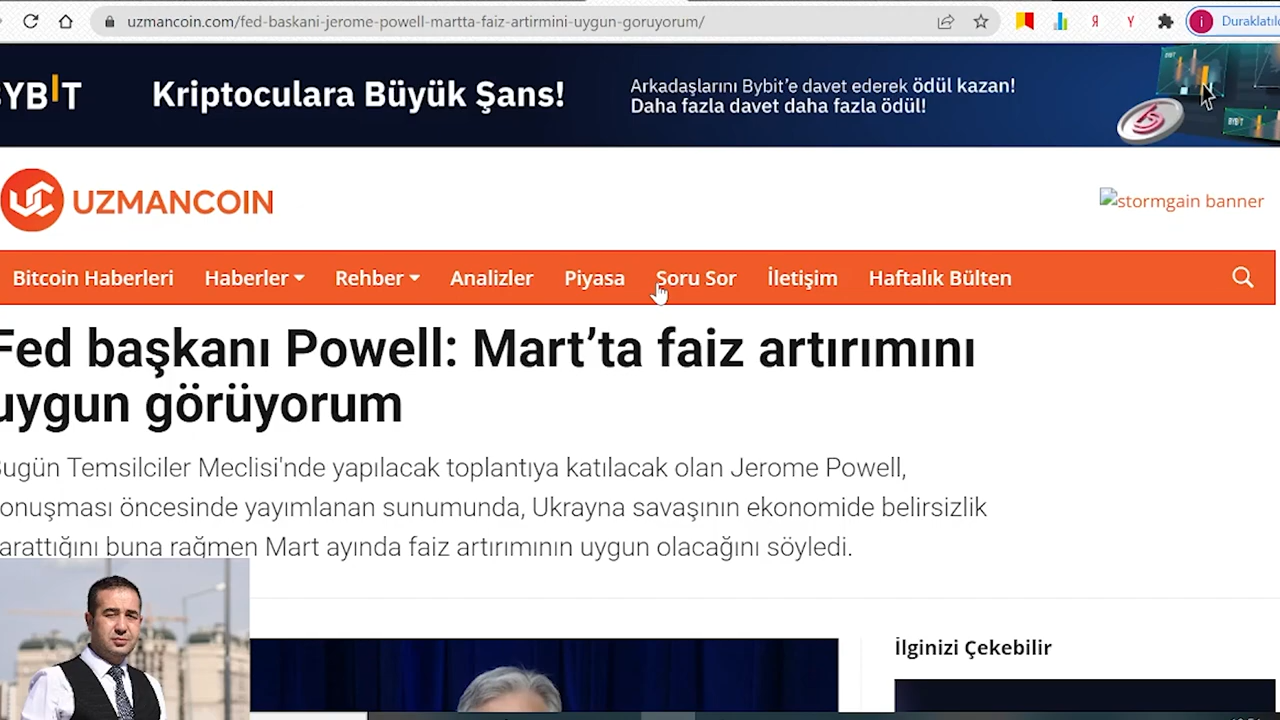 uzmancoin.com/fed-baskani-jerome-powell-martta-faiz-artirmini-uygun-goruyorum/
Duraklatıld
BYBIT
Kriptoculara Büyük Şans!
Arkadaşlarını Bybit’e davet ederek ödül kazan!
Daha fazla davet daha fazla ödül!
UZMANCOIN
stormgain banner
Bitcoin Haberleri Haberler Rehber Analizler Piyasa Soru Sor İletişim Haftalık Bülten
Fed başkanı Powell: Mart’ta faiz artırımını
uygun görüyorum
ugün Temsilciler Meclisi'nde yapılacak toplantıya katılacak olan Jerome Powell,
onuşması öncesinde yayımlanan sunumunda, Ukrayna savaşının ekonomide belirsizlik
arattığını buna rağmen Mart ayında faiz artırımının uygun olacağını söyledi.
İlginizi Çekebilir